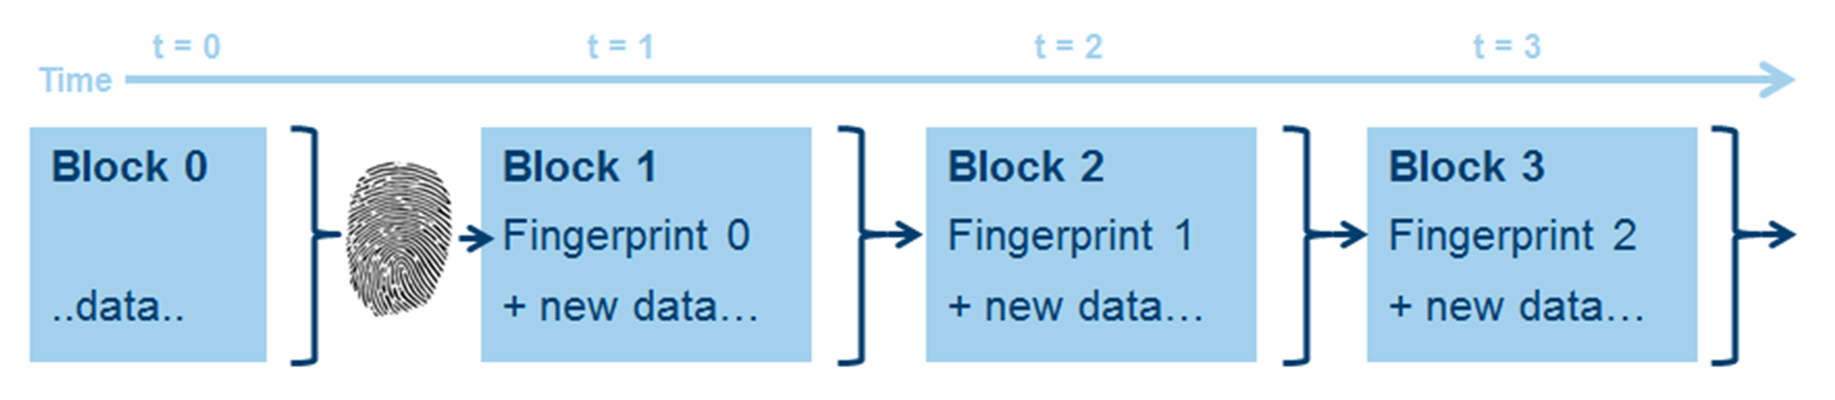 t = 0
t = 1
t = 2
t = 3
Time
Block 0
..data..
Block 1
Fingerprint 0
+ new data...
Block 2
Fingerprint 1
+ new data...
Block 3
Fingerprint 2
+ new data...